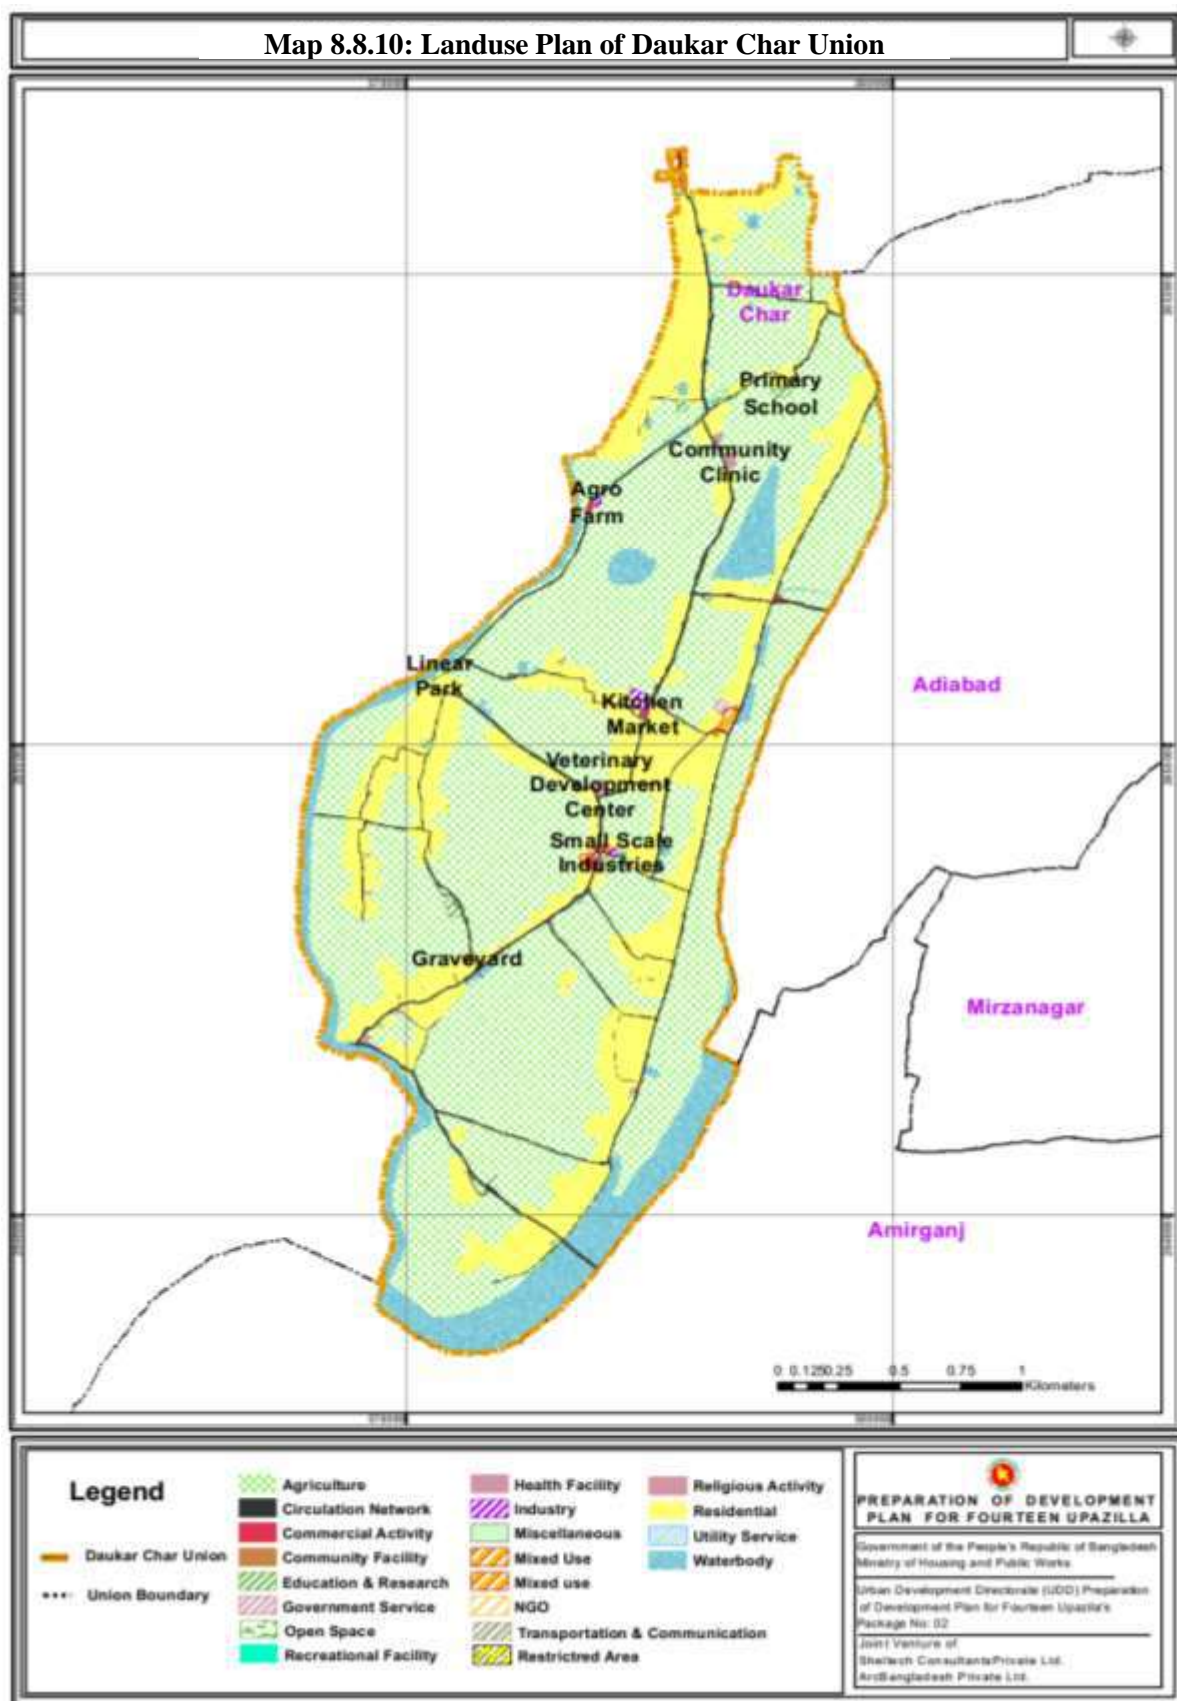 Map 8.8.10: Landuse Plan of Daukar Char Union
Daukar
Char
Primary
School
Community
Clinic
Agro
Farm
Linear
Park
Kitchen
Market
Adiabad
Veterinary
Development
Center
Small Scale
Industries
Graveyard
Mirzanagar
Amirganj
0 0.125 0.25 0.5 0.75 1
Kilometers
Legend
Daukar Char Union
Union Boundary
Agriculture
Circulation Network
Commercial Activity
Community Facility
Education & Research
Government Service
Open Space
Recreational Facility
Health Facility
Industry
Miscellaneous
Mixed Use
Mixed use
NGO
Transportation & Communication
Restrictred Area
Religious Activity
Residential
Utility Service
Waterbody
PREPARATION OF DEVELOPMENT
PLAN FOR FOURTEEN UPAZILLA
Government of the People's Republic of Bangladesh
Ministry of Housing and Public Works
Urban Development Directorate (UDD) Preparation
of Development Plan for Fourteen Upazila's
Package No: 02
Joint Venture of
Sheltech ConsultantsPrivate Ltd.
ArcBangladesh Private Ltd.